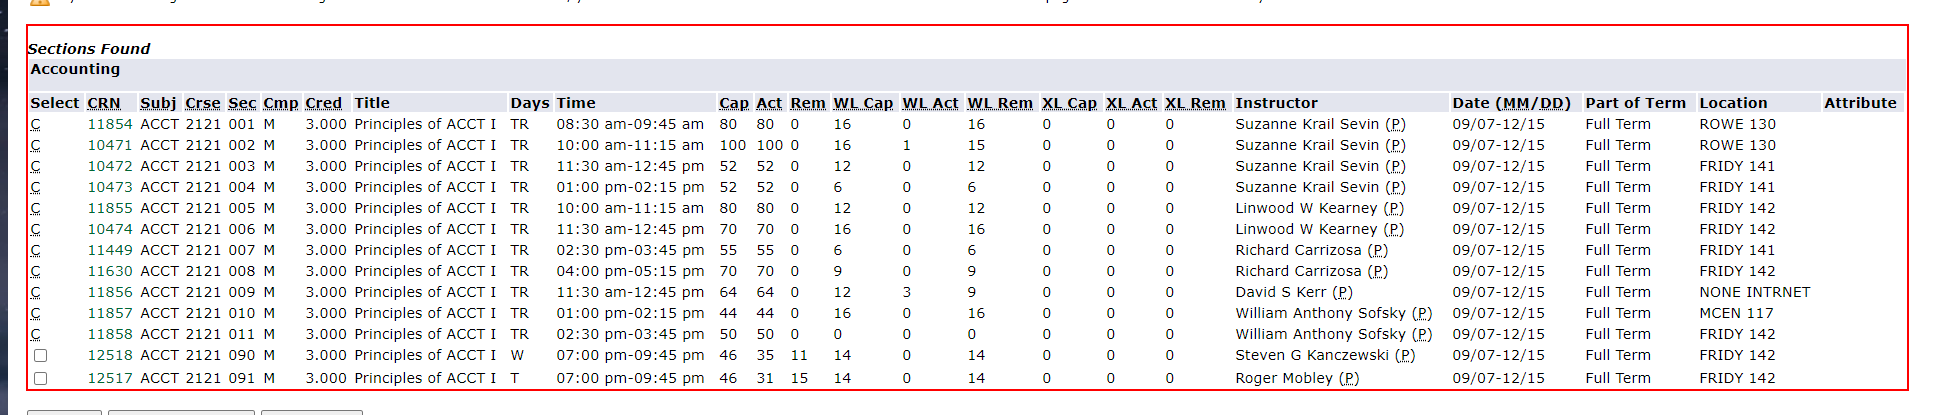 Sections Found
Accounting
Select CRN Subj Crse Sec Cmp Cred Title Days Time Cap Act Rem WL Cap WL Act WL Rem XL Cap XL Act XL Rem Instructor Date (MM/DD) Part of Term Location Attribute
C 11854 ACCT 2121 001 M 3.000 Principles of ACCT I TR 08:30 am-09:45 am 80 80 0 16 0 16 0 0 0 Suzanne Krail Sevin (P) 09/07-12/15 Full Term ROWE 130
C 10471 ACCT 2121 002 M 3.000 Principles of ACCT I TR 10:00 am-11:15 am 100 100 0 16 1 15 0 0 0 Suzanne Krail Sevin (P) 09/07-12/15 Full Term ROWE 130
C 10472 ACCT 2121 003 M 3.000 Principles of ACCT I TR 11:30 am-12:45 pm 52 52 0 12 0 12 0 0 0 Suzanne Krail Sevin (P) 09/07-12/15 Full Term FRIDY 141
C 10473 ACCT 2121 004 M 3.000 Principles of ACCT I TR 01:00 pm-02:15 pm 52 52 0 6 0 6 0 0 0 Suzanne Krail Sevin (P) 09/07-12/15 Full Term FRIDY 141
C 11855 ACCT 2121 005 M 3.000 Principles of ACCT I TR 10:00 am-11:15 am 80 80 0 12 0 12 0 0 0 Linwood W Kearney (P) 09/07-12/15 Full Term FRIDY 142
C 10474 ACCT 2121 006 M 3.000 Principles of ACCT I TR 11:30 am-12:45 pm 70 70 0 16 0 16 0 0 0 Linwood W Kearney (P) 09/07-12/15 Full Term FRIDY 142
C 11449 ACCT 2121 007 M 3.000 Principles of ACCT I TR 02:30 pm-03:45 pm 55 55 0 6 0 6 0 0 0 Richard Carrizosa (P) 09/07-12/15 Full Term FRIDY 141
C 11630 ACCT 2121 008 M 3.000 Principles of ACCT I TR 04:00 pm-05:15 pm 70 70 0 9 0 9 0 0 0 Richard Carrizosa (P) 09/07-12/15 Full Term FRIDY 142
C 11856 ACCT 2121 009 M 3.000 Principles of ACCT I TR 11:30 am-12:45 pm 64 64 0 12 3 9 0 0 0 David S Kerr (P) 09/07-12/15 Full Term NONE INTRNET
C 11857 ACCT 2121 010 M 3.000 Principles of ACCT I TR 01:00 pm-02:15 pm 44 44 0 16 0 16 0 0 0 William Anthony Sofsky (P) 09/07-12/15 Full Term MCEN 117
C 11858 ACCT 2121 011 M 3.000 Principles of ACCT I TR 02:30 pm-03:45 pm 50 50 0 0 0 0 0 0 0 William Anthony Sofsky (P) 09/07-12/15 Full Term FRIDY 142
12518 ACCT 2121 090 M 3.000 Principles of ACCT I W 07:00 pm-09:45 pm 46 35 11 14 0 14 0 0 0 Steven G Kanczewski (P) 09/07-12/15 Full Term FRIDY 142
12517 ACCT 2121 091 M 3.000 Principles of ACCT I T 07:00 pm-09:45 pm 46 31 15 14 0 14 0 0 0 Roger Mobley (P) 09/07-12/15 Full Term FRIDY 142